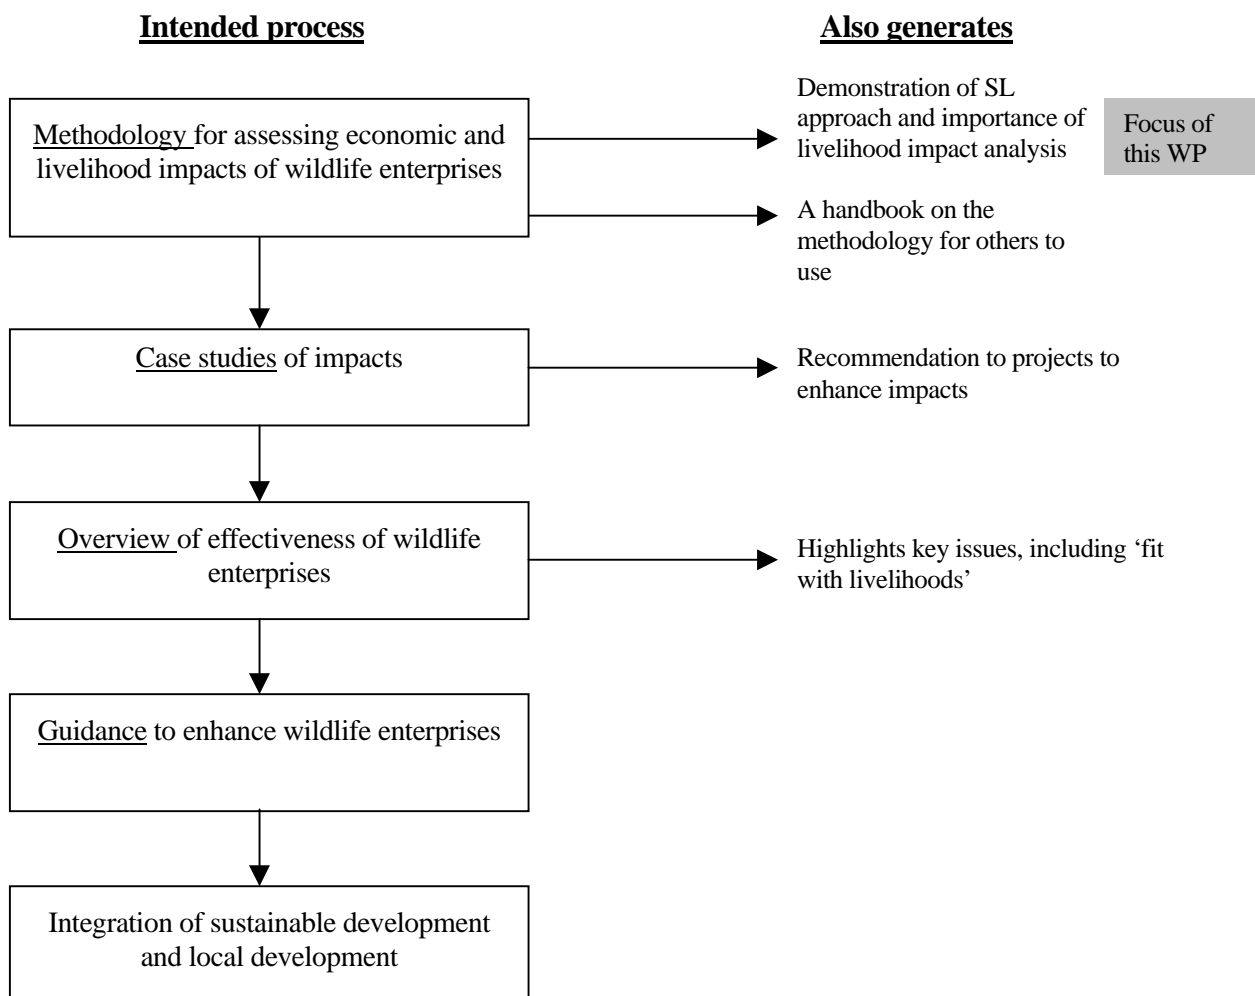 Intended process
Also generates
Methodology for assessing economic and
livelihood impacts of wildlife enterprises
Demonstration of SL
approach and importance of
livelihood impact analysis
Focus of
this WP
A handbook on the
methodology for others to
use
Case studies of impacts
Recommendation to projects to
enhance impacts
Overview of effectiveness of wildlife
enterprises
Highlights key issues, including ‘fit
with livelihoods’
Guidance to enhance wildlife enterprises
Integration of sustainable development
and local development